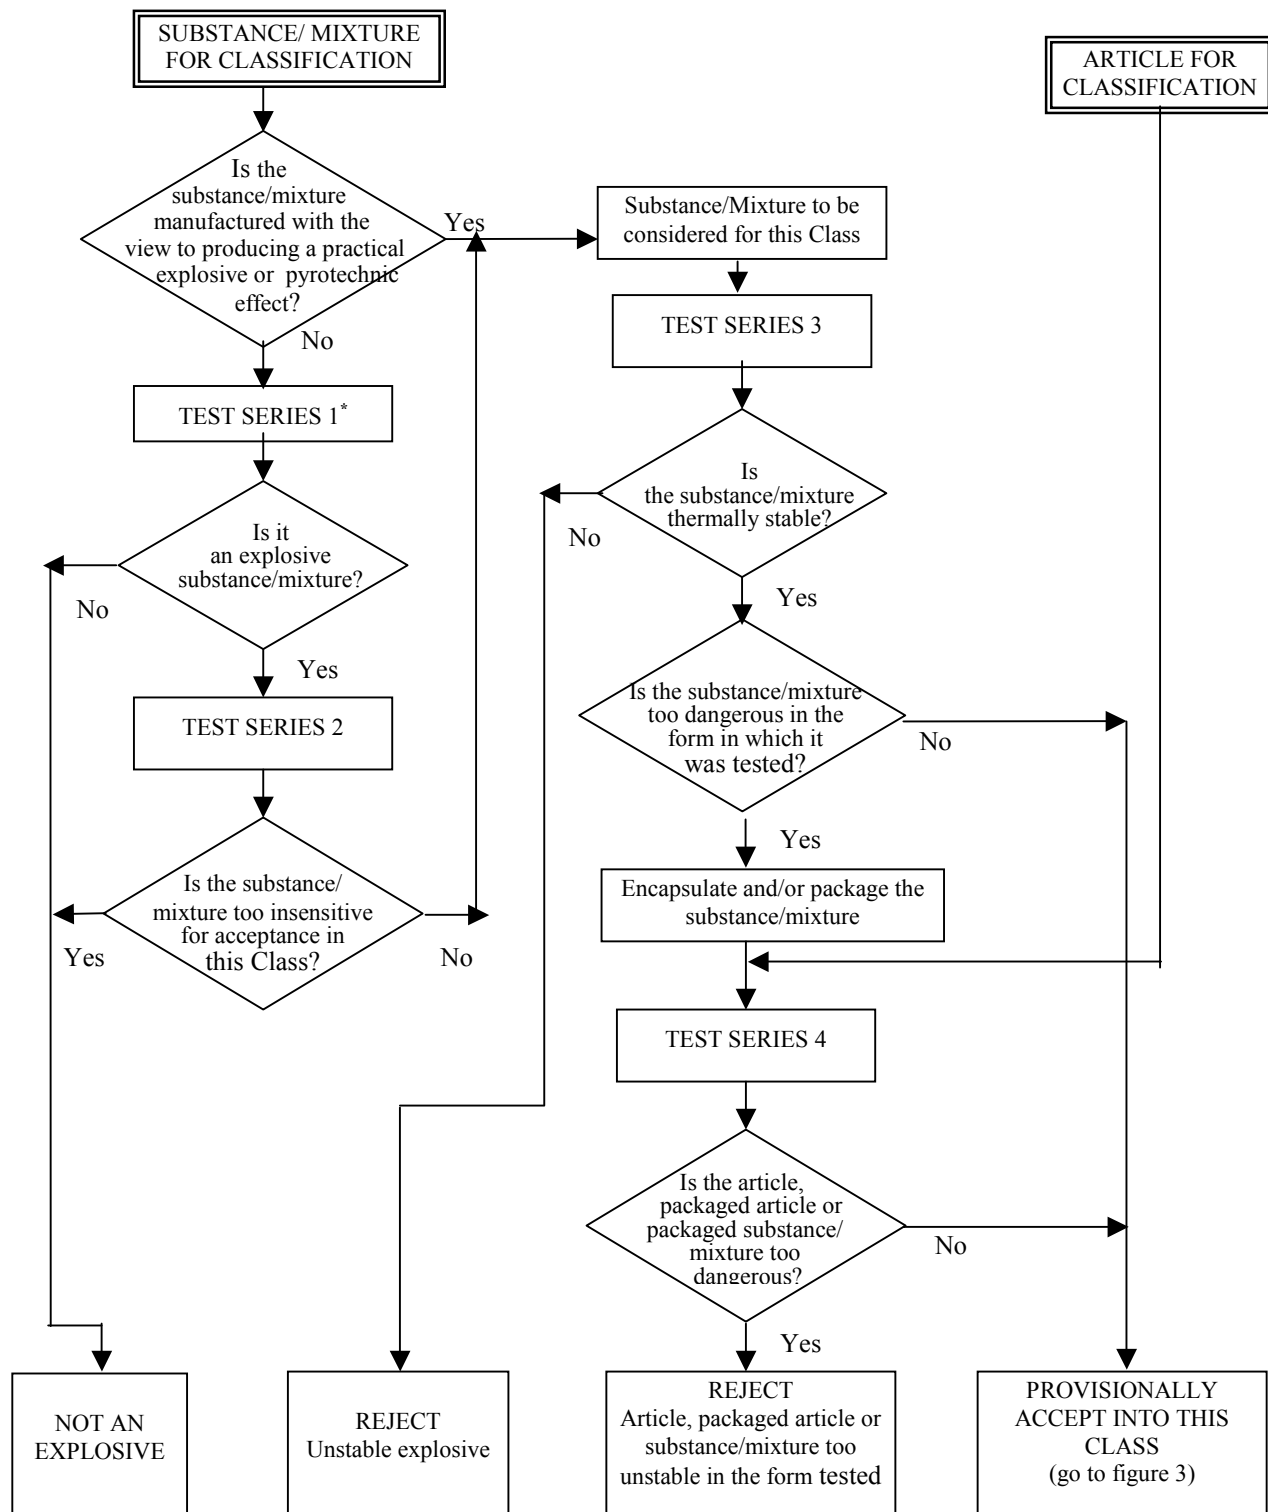 SUBSTANCE/ MIXTURE
FOR CLASSIFICATION
ARTICLE FOR
CLASSIFICATION
Is the
substance/mixture
manufactured with the
view to producing a practical
explosive or pyrotechnic
effect?
Yes
No
Substance/Mixture to be
considered for this Class
TEST SERIES 3
TEST SERIES 1*
Is
the substance/mixture
thermally stable?
No
Yes
Is it
an explosive
substance/mixture?
No
Yes
TEST SERIES 2
Is the substance/mixture
too dangerous in the
form in which it
was tested?
No
Yes
Is the substance/
mixture too insensitive
for acceptance in
this Class?
Yes
No
Encapsulate and/or package the
substance/mixture
TEST SERIES 4
Is the article,
packaged article or
packaged substance/
mixture too
dangerous?
No
Yes
NOT AN
EXPLOSIVE
REJECT
Unstable explosive
REJECT
Article, packaged article or
substance/mixture too
unstable in the form tested
PROVISIONALLY
ACCEPT INTO THIS
CLASS
(go to figure 3)